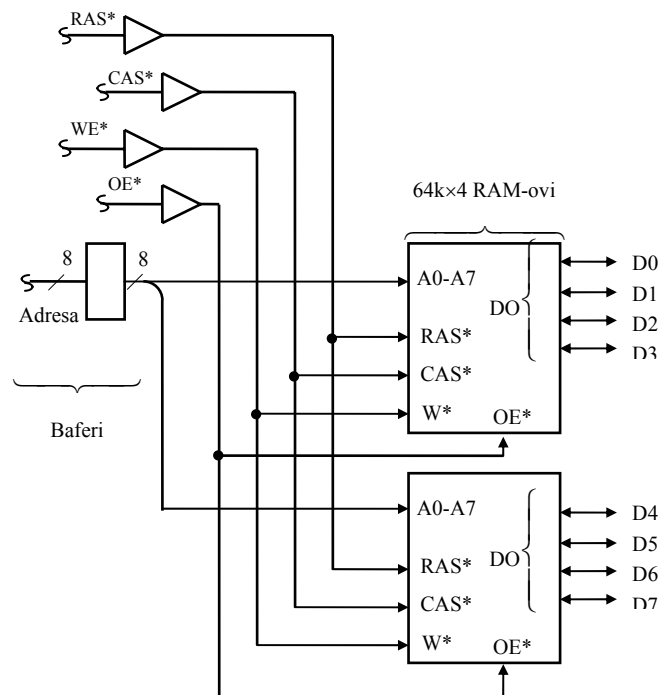 RAS*
CAS*
WE*
OE*
64k×4 RAM-ovi
8 8
Adresa
Baferi
A0-A7
RAS*
CAS*
W*
DO
OE*
D0
D1
D2
D3
A0-A7
RAS*
CAS*
W*
DO
OE*
D4
D5
D6
D7